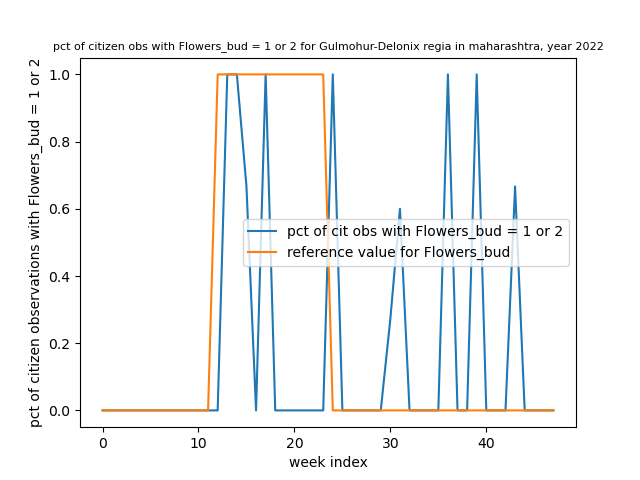 pct of citizen obs with Flowers_bud = 1 or 2 for Gulmohur-Delonix regia in maharashtra, year 2022
pct of citizen observations with Flowers_bud = 1 or 2
1.0
0.8
0.6
0.4
0.2
0.0
pct of cit obs with Flowers_bud = 1 or 2
reference value for Flowers_bud
0 10 20 30 40
week index